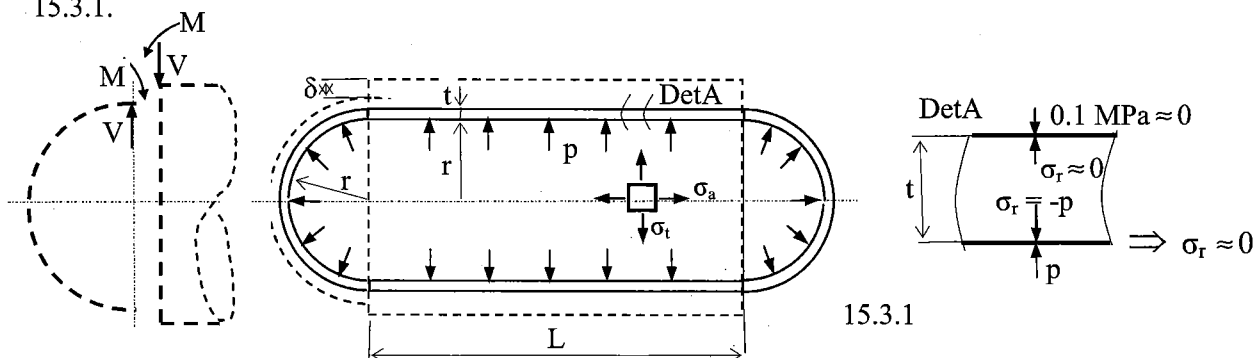 15.3.1.
M
M
V
V
δ
t
DetA
p
r
r
σₐ
σₜ
L
15.3.1
DetA
0.1 MPa ≈ 0
t
σᵣ ≈ 0
σᵣ = -p
⇒ σᵣ ≈ 0
p